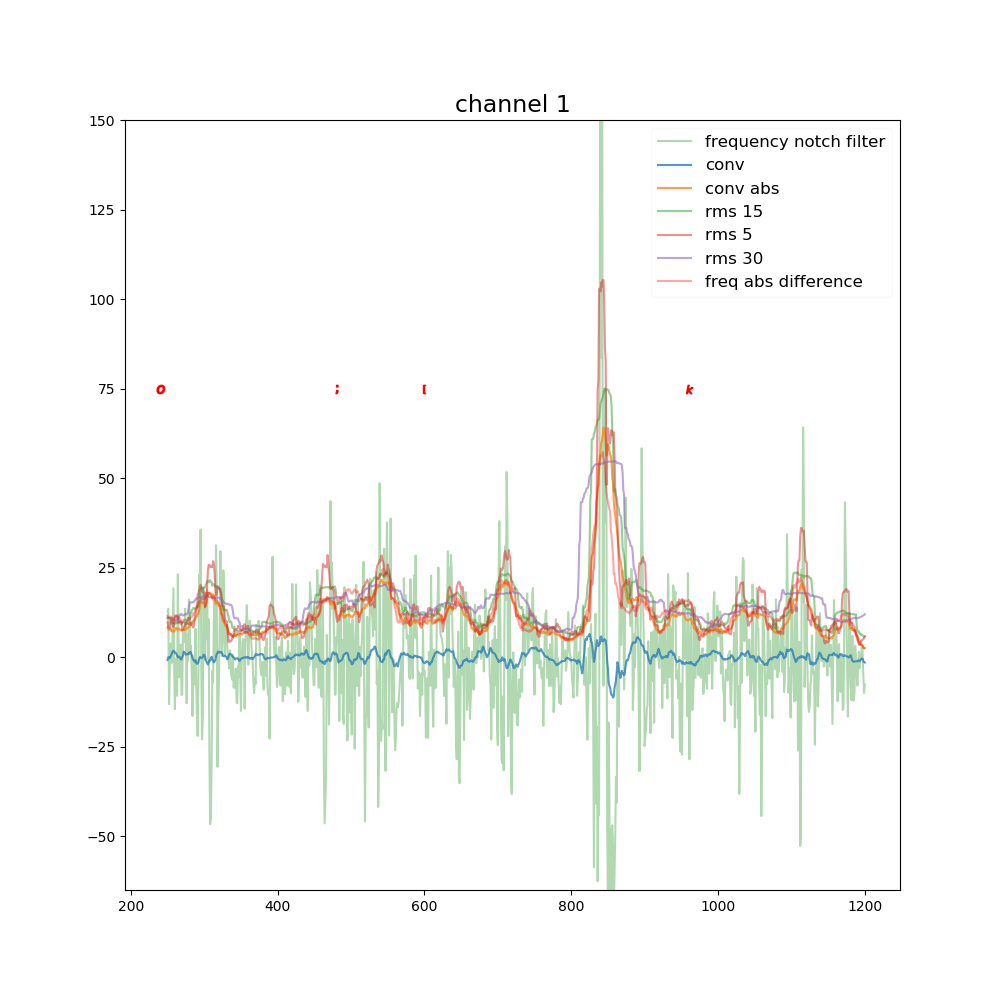 channel 1
150
125
100
75
50
25
0
−25
−50
200 400 600 800 1000 1200
frequency notch filter
conv
conv abs
rms 15
rms 5
rms 30
freq abs difference
o ; [ k